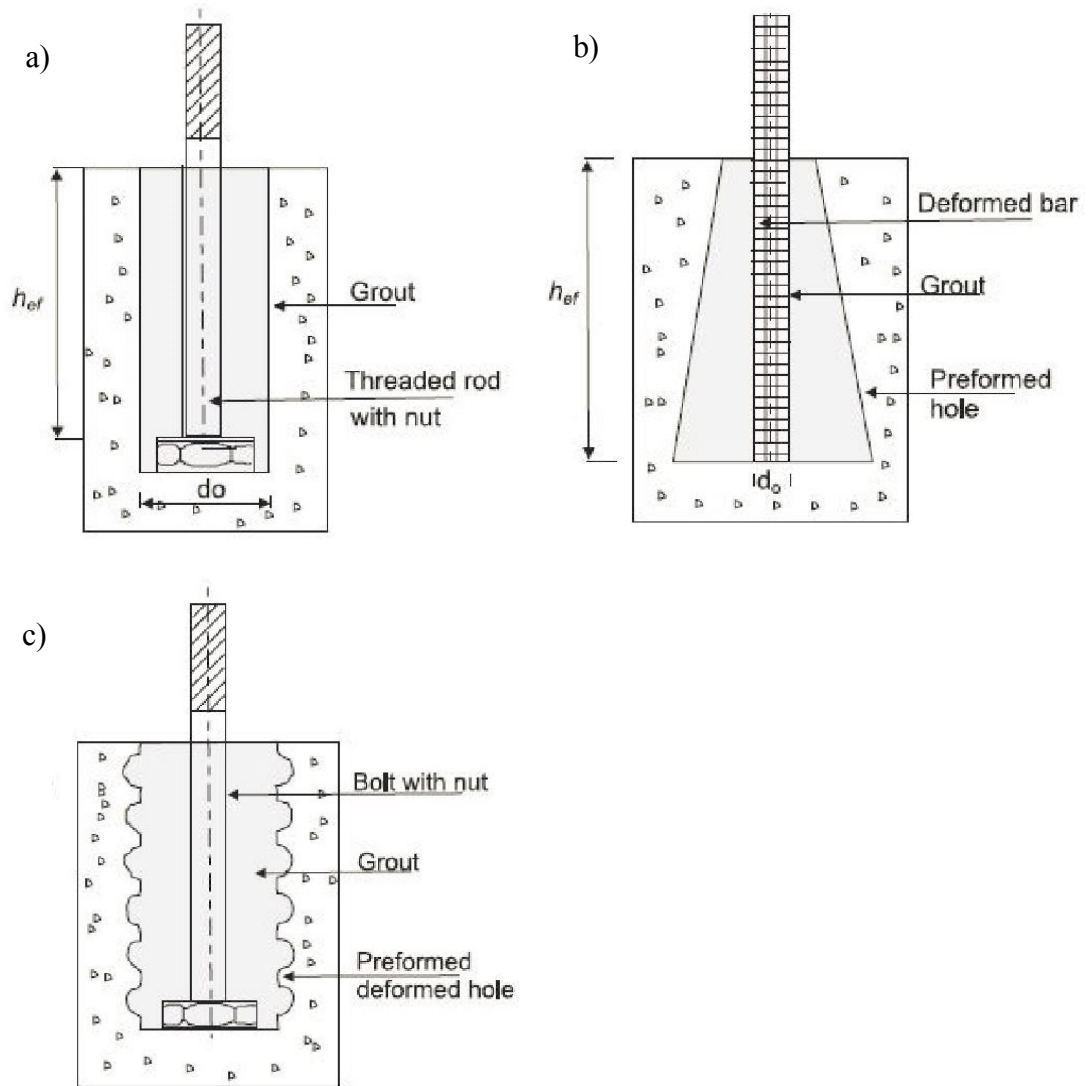 a)
h_ef
Grout
Threaded rod
with nut
do
b)
Deformed bar
h_ef
Grout
Preformed
hole
d_o
c)
Bolt with nut
Grout
Preformed
deformed hole